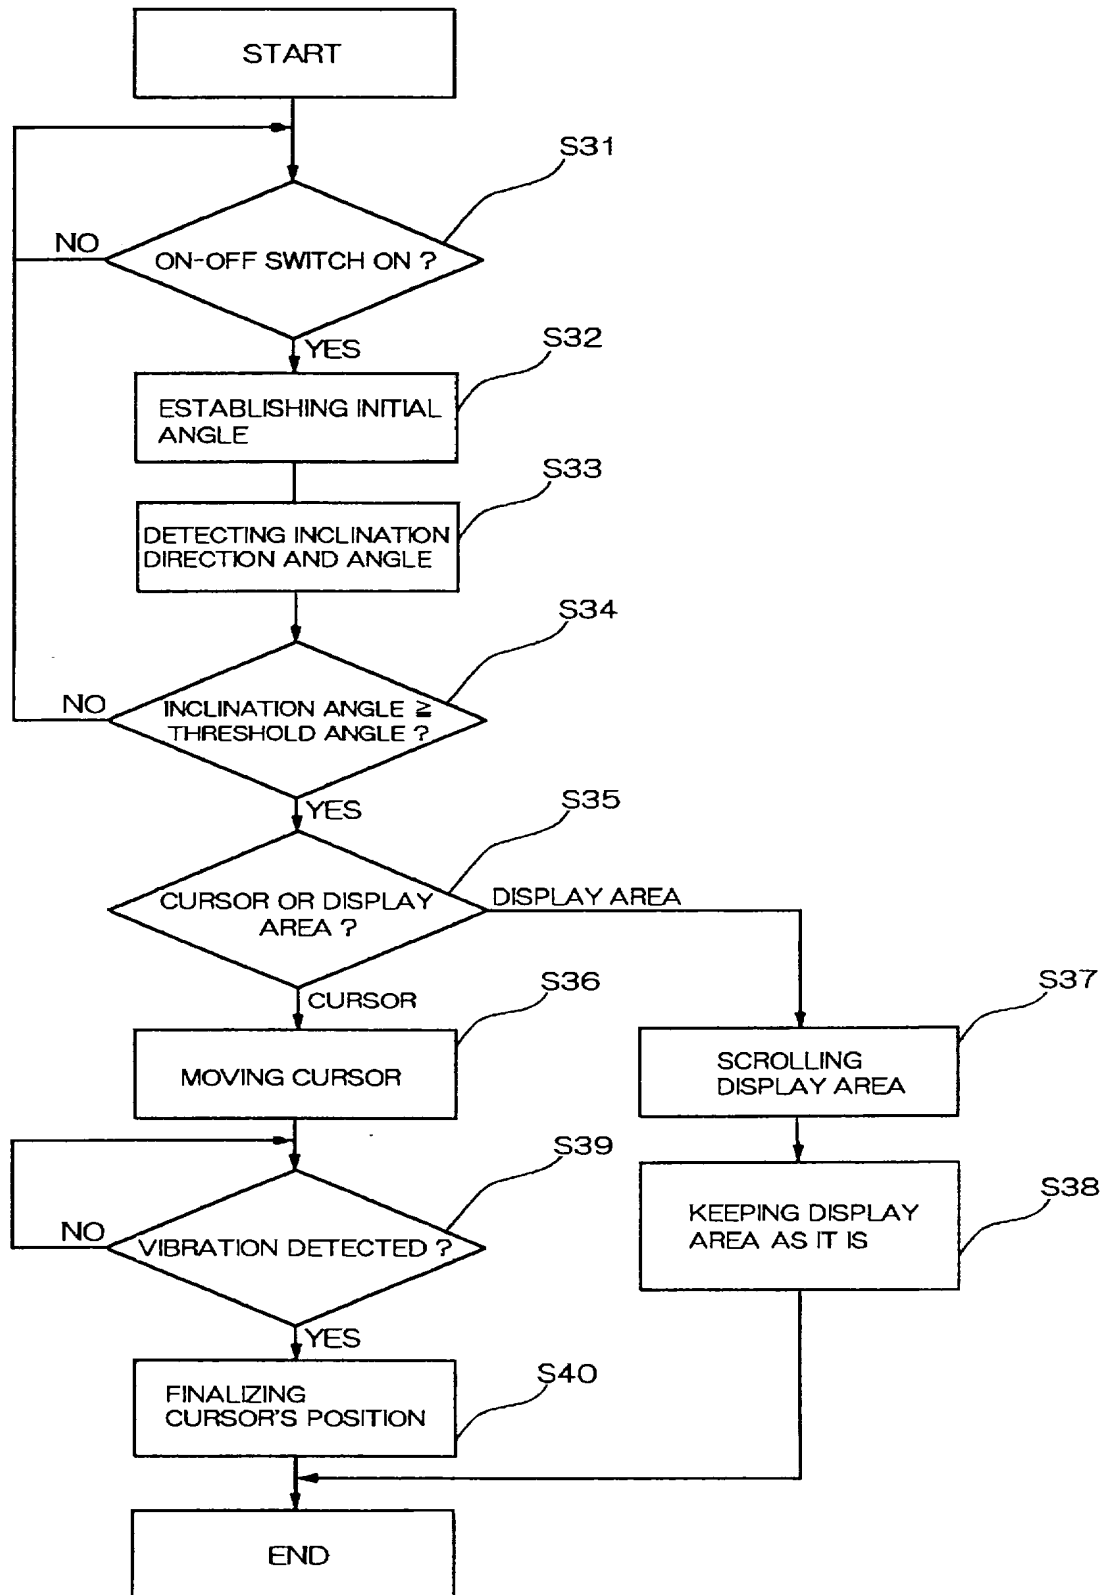 START
S31
NO
ON-OFF SWITCH ON ?
YES
S32
ESTABLISHING INITIAL
ANGLE
S33
DETECTING INCLINATION
DIRECTION AND ANGLE
S34
NO
INCLINATION ANGLE ≧
THRESHOLD ANGLE ?
YES
S35
CURSOR OR DISPLAY
AREA ?
DISPLAY AREA
CURSOR
S36
MOVING CURSOR
S37
SCROLLING
DISPLAY AREA
S39
NO
VIBRATION DETECTED ?
S38
KEEPING DISPLAY
AREA AS IT IS
YES
S40
FINALIZING
CURSOR'S POSITION
END